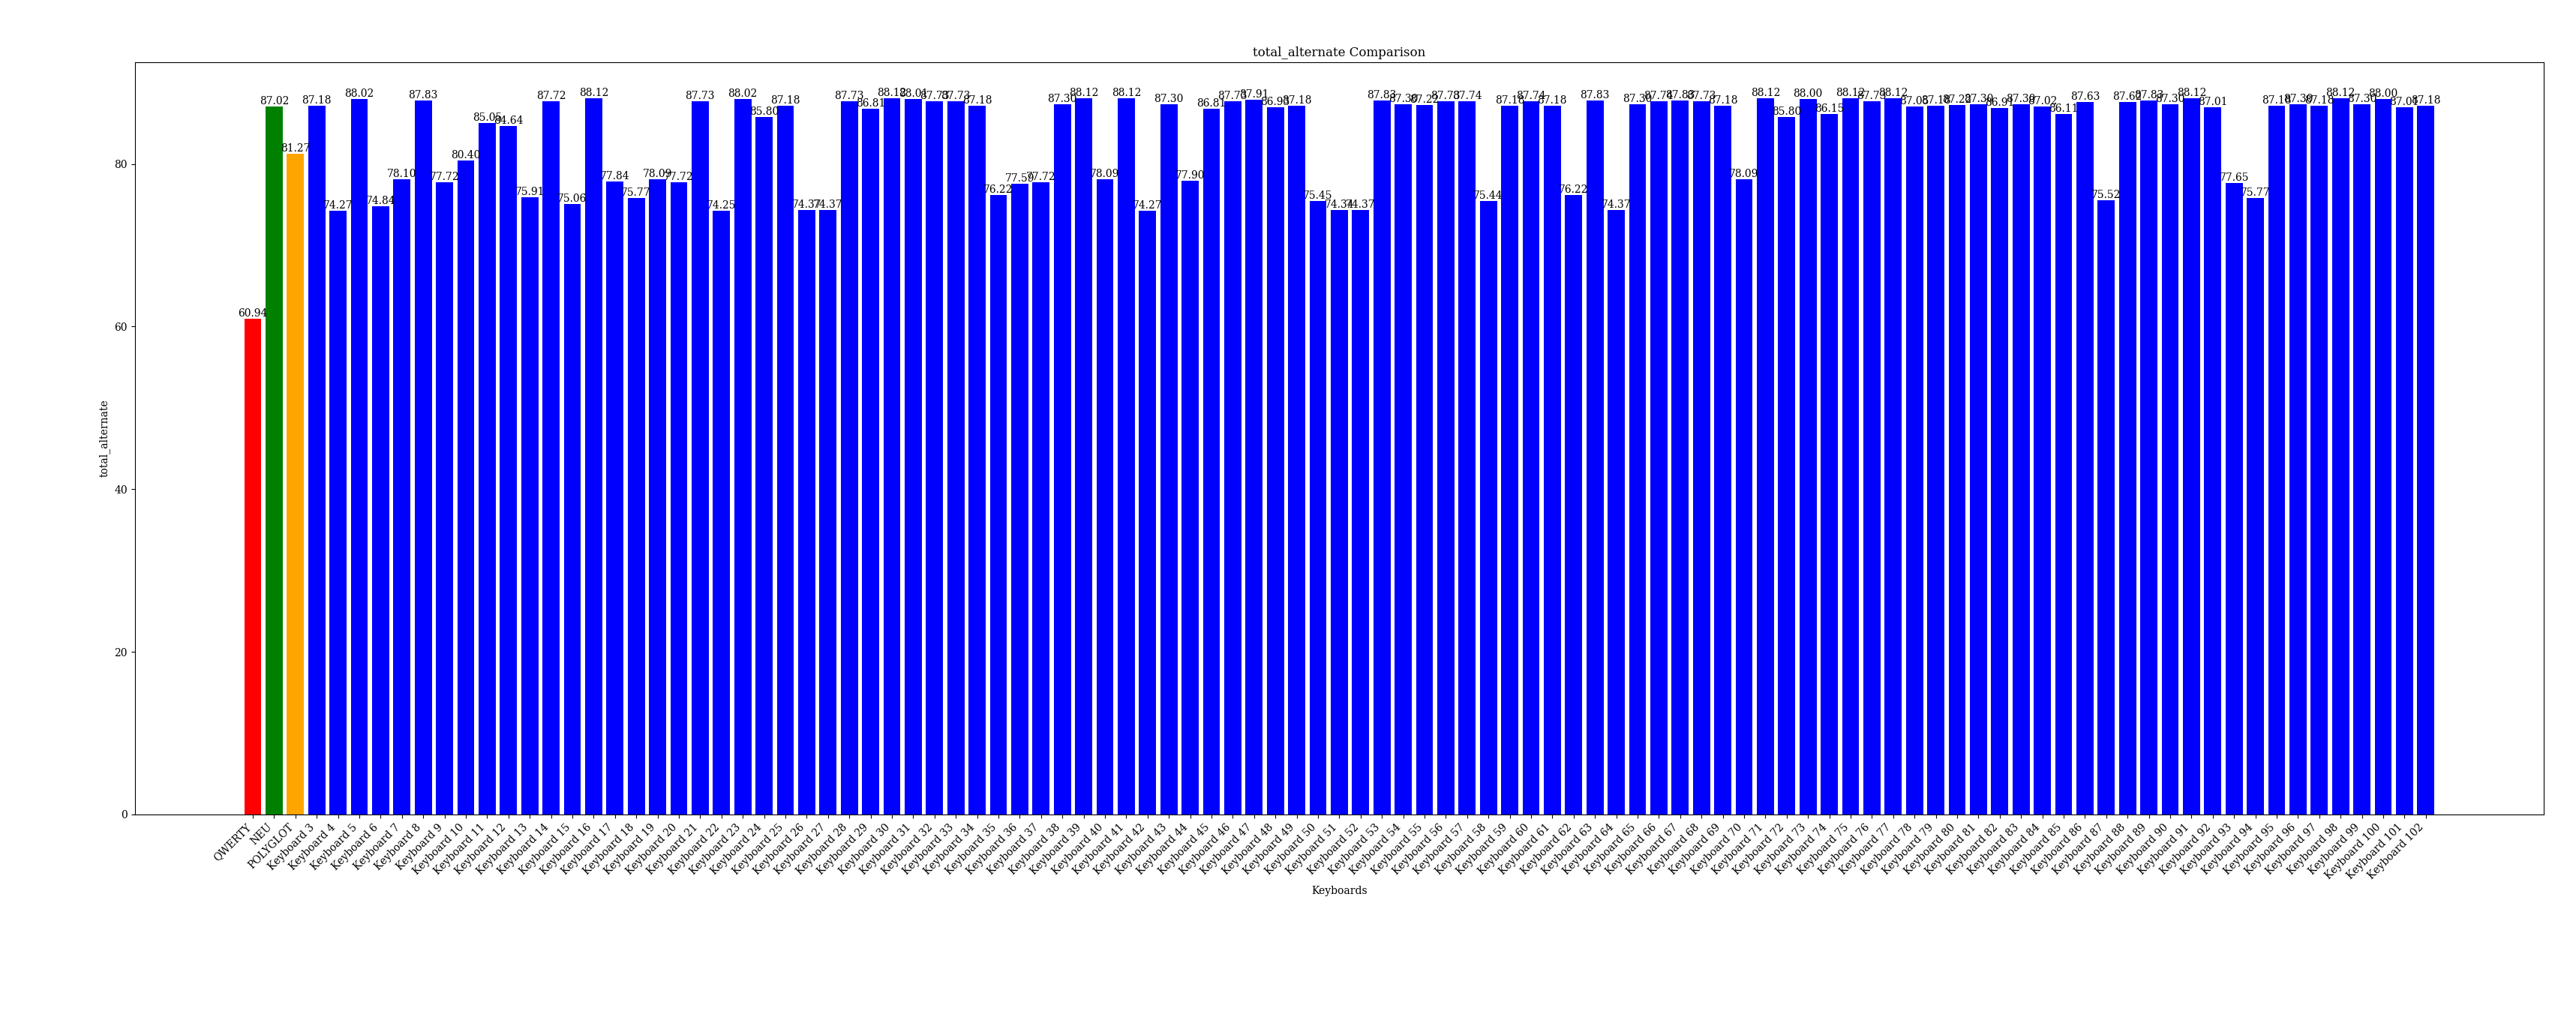 total_alternate Comparison
87.02 87.18 88.02 87.83 87.72 88.12 87.73 88.02 87.18 87.73 87.18 88.12 88.12 87.30 87.91 87.18 87.74 87.18 87.83 87.73 87.18 88.12 88.00 88.12 87.02 87.63 87.83 88.12 87.01 88.12 88.00 87.18
81.27 78.10 77.72 80.40 84.64 75.91 75.06 77.84 75.77 78.09 77.72 85.80 86.81 76.22 77.72 78.09 77.90 86.81 75.45 74.37 75.44 76.22 78.09 85.80 86.15 86.11 75.52 77.65 75.77
74.27 74.84 74.25 74.37 74.27 74.37
60.94
80
60
40
20
0
total_alternate
QWERTY
NEU
POLYGLOT
Keyboard 3
Keyboard 4
Keyboard 5
Keyboard 6
Keyboard 7
Keyboard 8
Keyboard 9
Keyboard 10
Keyboard 11
Keyboard 12
Keyboard 13
Keyboard 14
Keyboard 15
Keyboard 16
Keyboard 17
Keyboard 18
Keyboard 19
Keyboard 20
Keyboard 21
Keyboard 22
Keyboard 23
Keyboard 24
Keyboard 25
Keyboard 26
Keyboard 27
Keyboard 28
Keyboard 29
Keyboard 30
Keyboard 31
Keyboard 32
Keyboard 33
Keyboard 34
Keyboard 35
Keyboard 36
Keyboard 37
Keyboard 38
Keyboard 39
Keyboard 40
Keyboard 41
Keyboard 42
Keyboard 43
Keyboard 44
Keyboard 45
Keyboard 46
Keyboard 47
Keyboard 48
Keyboard 49
Keyboard 50
Keyboard 51
Keyboard 52
Keyboard 53
Keyboard 54
Keyboard 55
Keyboard 56
Keyboard 57
Keyboard 58
Keyboard 59
Keyboard 60
Keyboard 61
Keyboard 62
Keyboard 63
Keyboard 64
Keyboard 65
Keyboard 66
Keyboard 67
Keyboard 68
Keyboard 69
Keyboard 70
Keyboard 71
Keyboard 72
Keyboard 73
Keyboard 74
Keyboard 75
Keyboard 76
Keyboard 77
Keyboard 78
Keyboard 79
Keyboard 80
Keyboard 81
Keyboard 82
Keyboard 83
Keyboard 84
Keyboard 85
Keyboard 86
Keyboard 87
Keyboard 88
Keyboard 89
Keyboard 90
Keyboard 91
Keyboard 92
Keyboard 93
Keyboard 94
Keyboard 95
Keyboard 96
Keyboard 97
Keyboard 98
Keyboard 99
Keyboard 100
Keyboard 101
Keyboard 102
Keyboards